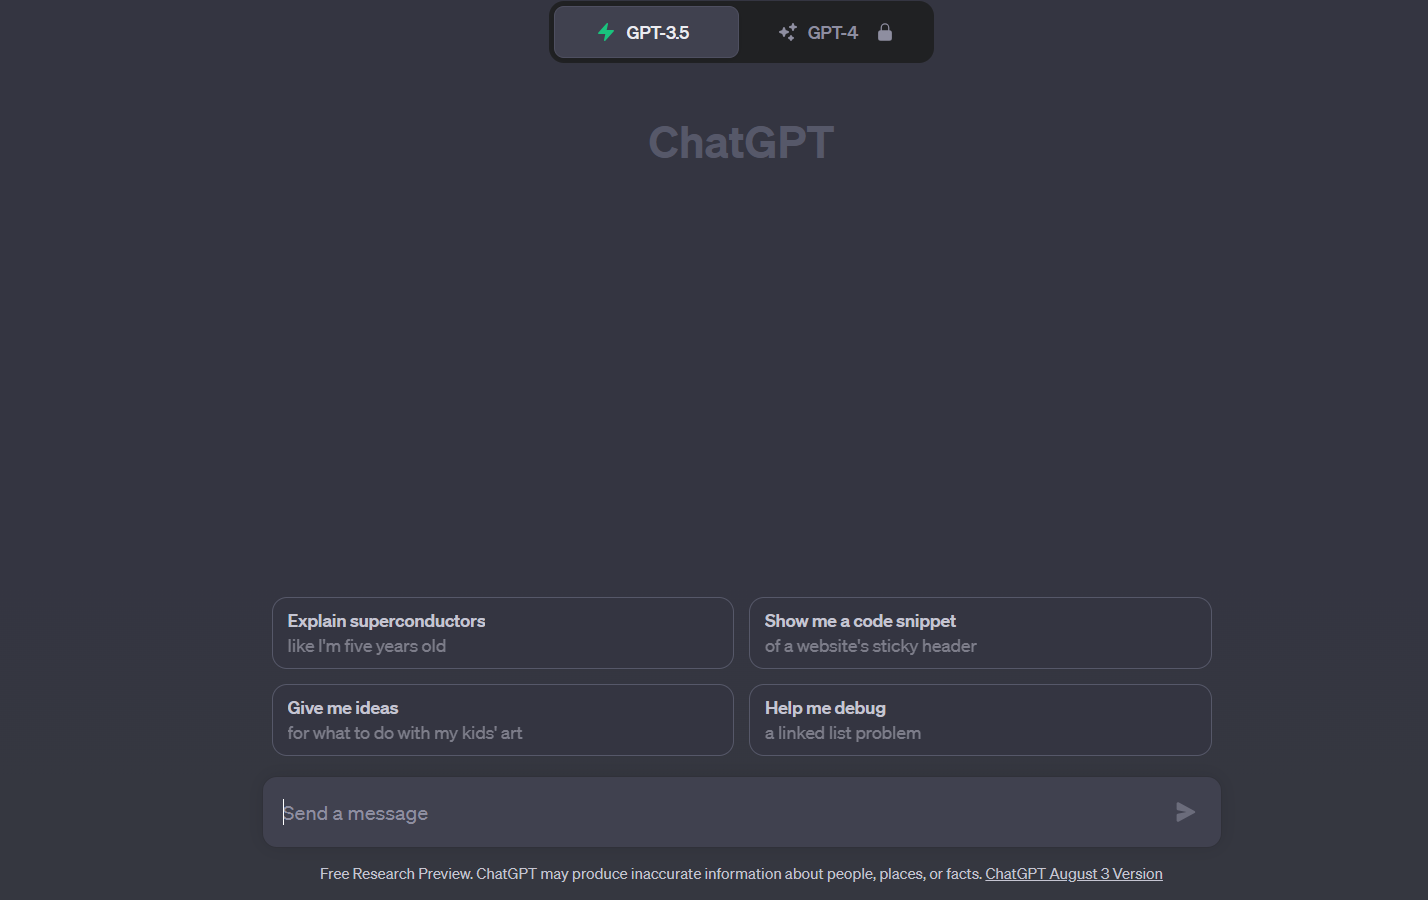 GPT-3.5 GPT-4
ChatGPT
Explain superconductors
like I'm five years old
Show me a code snippet
of a website's sticky header
Give me ideas
for what to do with my kids' art
Help me debug
a linked list problem
Send a message
Free Research Preview. ChatGPT may produce inaccurate information about people, places, or facts. ChatGPT August 3 Version